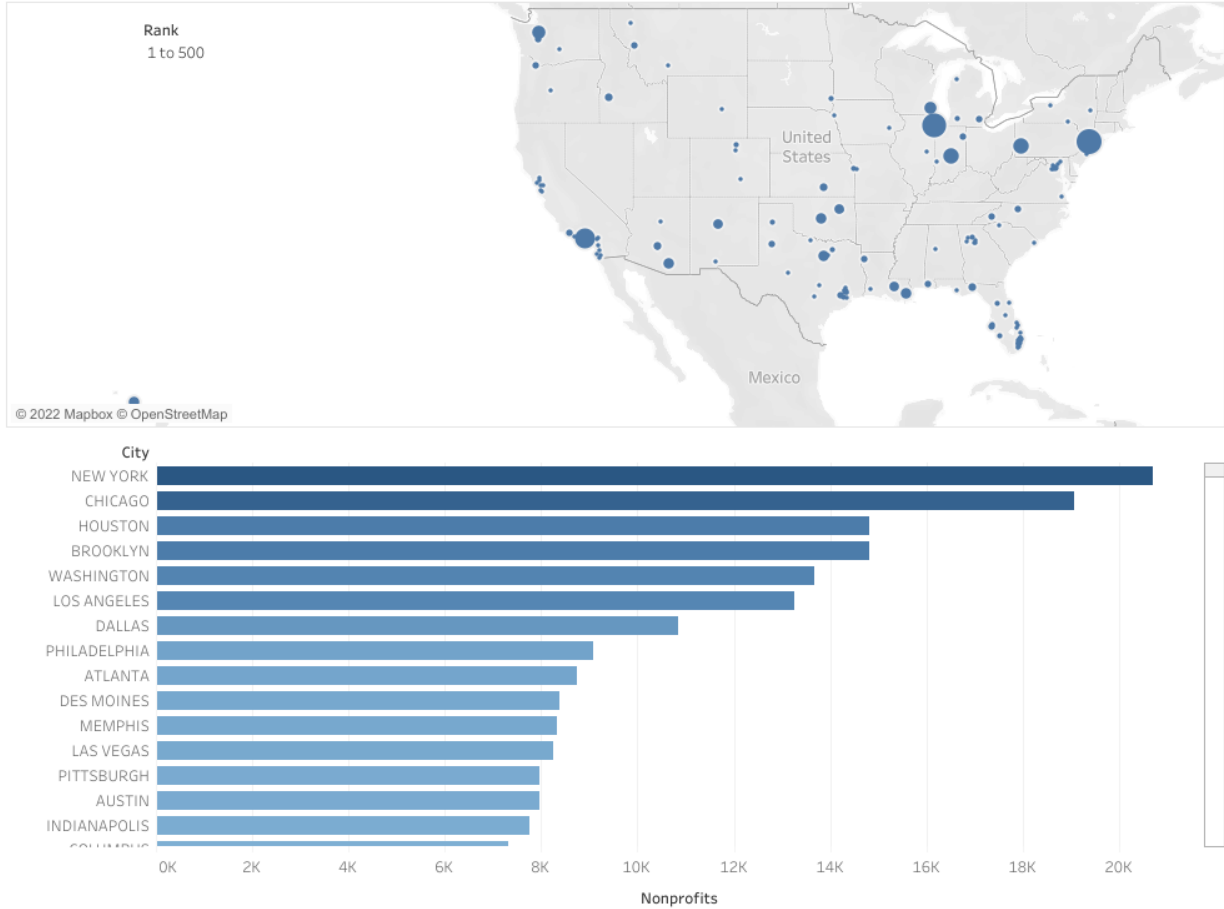 Rank
1 to 500
United
States
Mexico
© 2022 Mapbox © OpenStreetMap
City
NEW YORK
CHICAGO
HOUSTON
BROOKLYN
WASHINGTON
LOS ANGELES
DALLAS
PHILADELPHIA
ATLANTA
DES MOINES
MEMPHIS
LAS VEGAS
PITTSBURGH
AUSTIN
INDIANAPOLIS
COLUMBUS
0K 2K 4K 6K 8K 10K 12K 14K 16K 18K 20K
Nonprofits